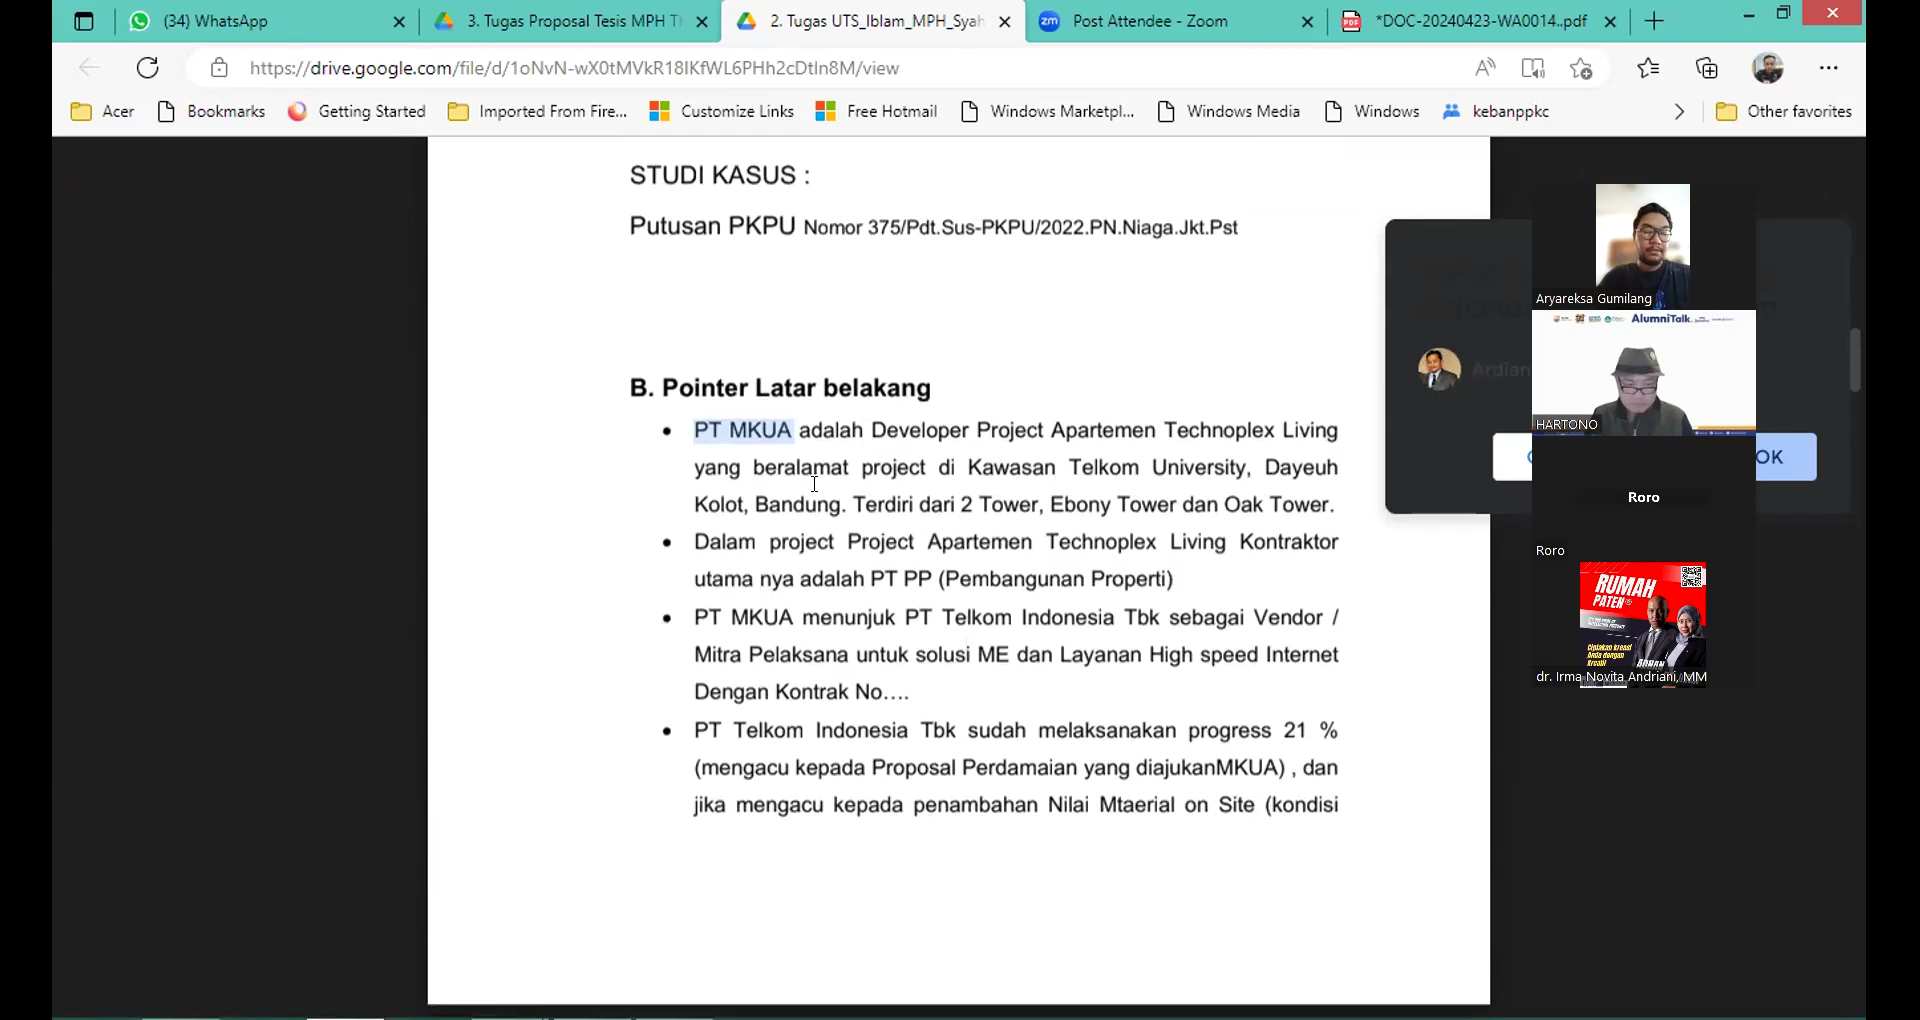 (34) WhatsApp
3. Tugas Proposal Tesis MPH
2. Tugas UTS_Iblam_MPH_Syah
zm Post Attendee - Zoom
PDF *DOC-20240423-WA0014..pdf
https://drive.google.com/file/d/1oNvN-wX0tMVkR18IKfWL6PHh2cDtIn8M/view
Acer
Bookmarks
Getting Started
Imported From Fire...
Customize Links
Free Hotmail
Windows Marketpl...
Windows Media
Windows
kebanppkc
Other favorites
STUDI KASUS :
Putusan PKPU Nomor 375/Pdt.Sus-PKPU/2022.PN.Niaga.Jkt.Pst
B. Pointer Latar belakang
• PT MKUA adalah Developer Project Apartemen Technoplex Living
yang beralamat project di Kawasan Telkom University, Dayeuh
Kolot, Bandung. Terdiri dari 2 Tower, Ebony Tower dan Oak Tower.
• Dalam project Project Apartemen Technoplex Living Kontraktor
utama nya adalah PT PP (Pembangunan Properti)
• PT MKUA menunjuk PT Telkom Indonesia Tbk sebagai Vendor /
Mitra Pelaksana untuk solusi ME dan Layanan High speed Internet
Dengan Kontrak No....
• PT Telkom Indonesia Tbk sudah melaksanakan progress 21 %
(mengacu kepada Proposal Perdamaian yang diajukanMKUA) , dan
jika mengacu kepada penambahan Nilai Mtaerial on Site (kondisi
Aryareksa Gumilang
AlumniTalk
HARTONO
Ardian
OK
Roro
Roro
RUMAH
PATEN
Ciptakan kreasi
Anda dengan
Kreatif
dr. Irma Novita Andriani, MM